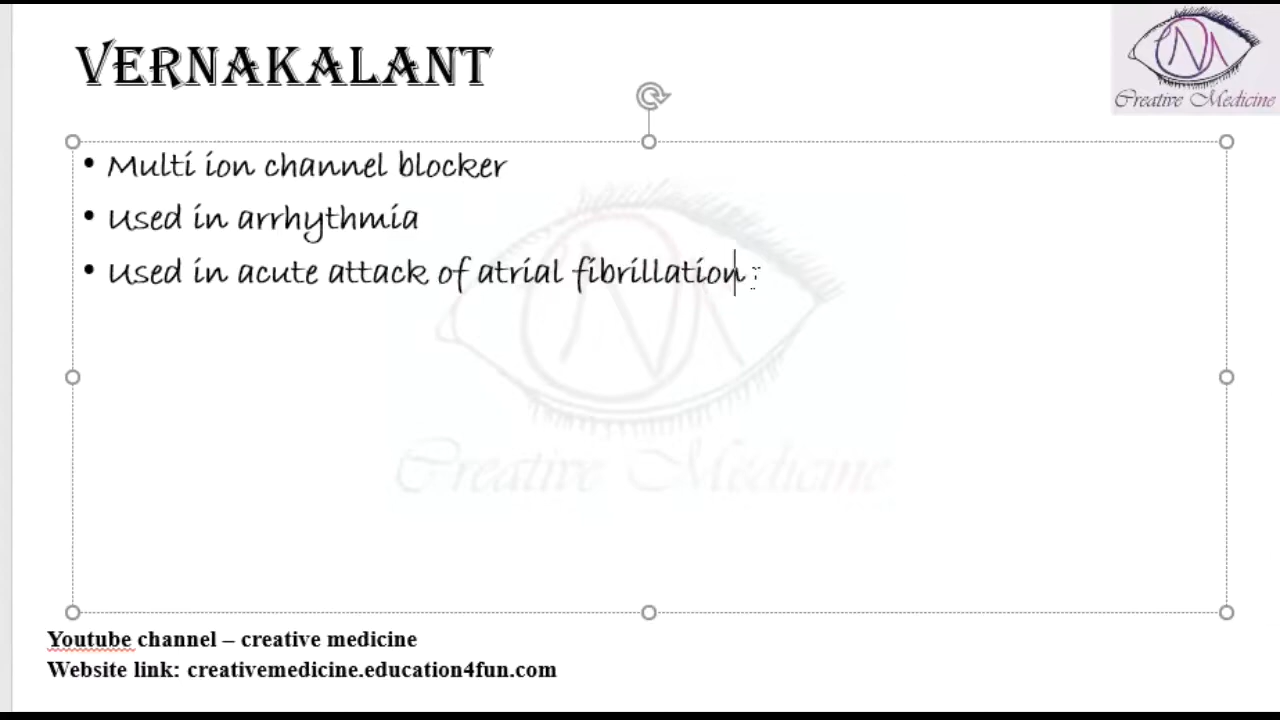 VERNAKALANT
Creative Medicine
• Multi ion channel blocker
• Used in arrhythmia
• Used in acute attack of atrial fibrillation
Creative Medicine
Youtube channel – creative medicine
Website link: creativemedicine.education4fun.com